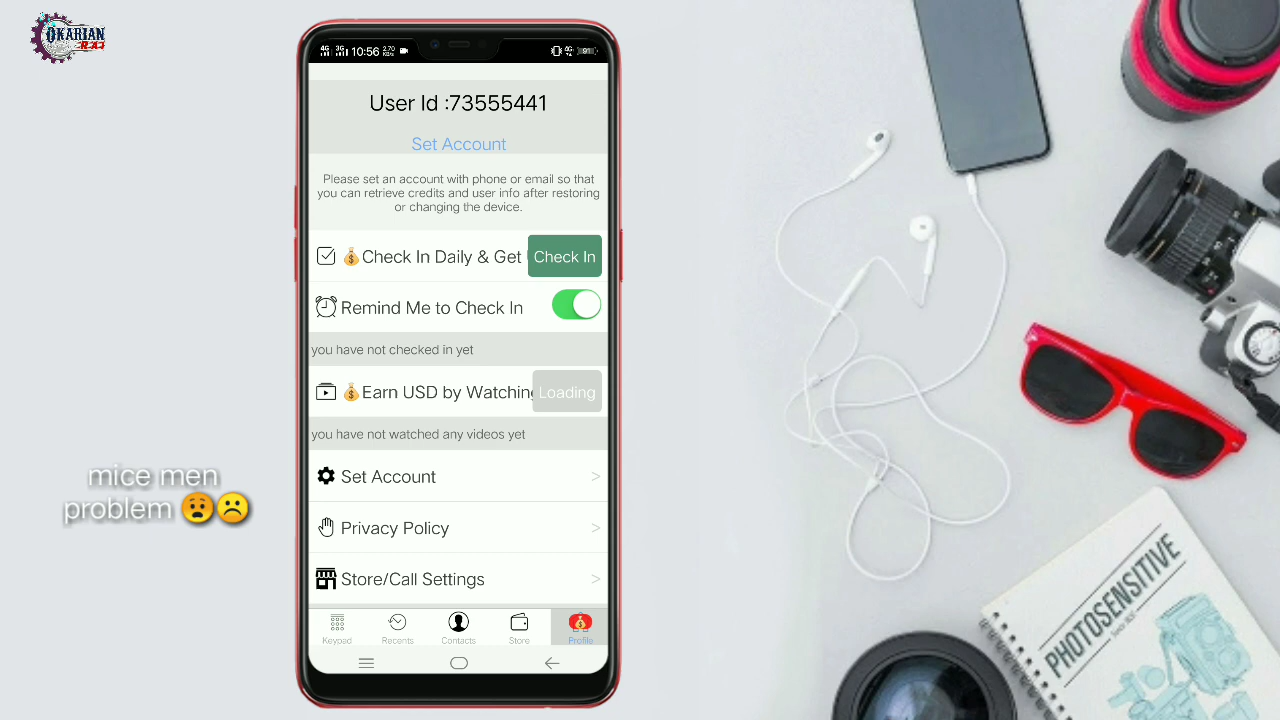 OKARIAN
RAJ
10:56
91
User Id :73555441
Set Account
Please set an account with phone or email so that
you can retrieve credits and user info after restoring
or changing the device.
💰Check In Daily & Get
Check In
Remind Me to Check In
you have not checked in yet
💰Earn USD by Watching
Loading
you have not watched any videos yet
Set Account >
Privacy Policy >
Store/Call Settings >
Keypad
Recents
Contacts
Store
Profile
mice men
problem 😧☹️
PHOTOSENSITIVE